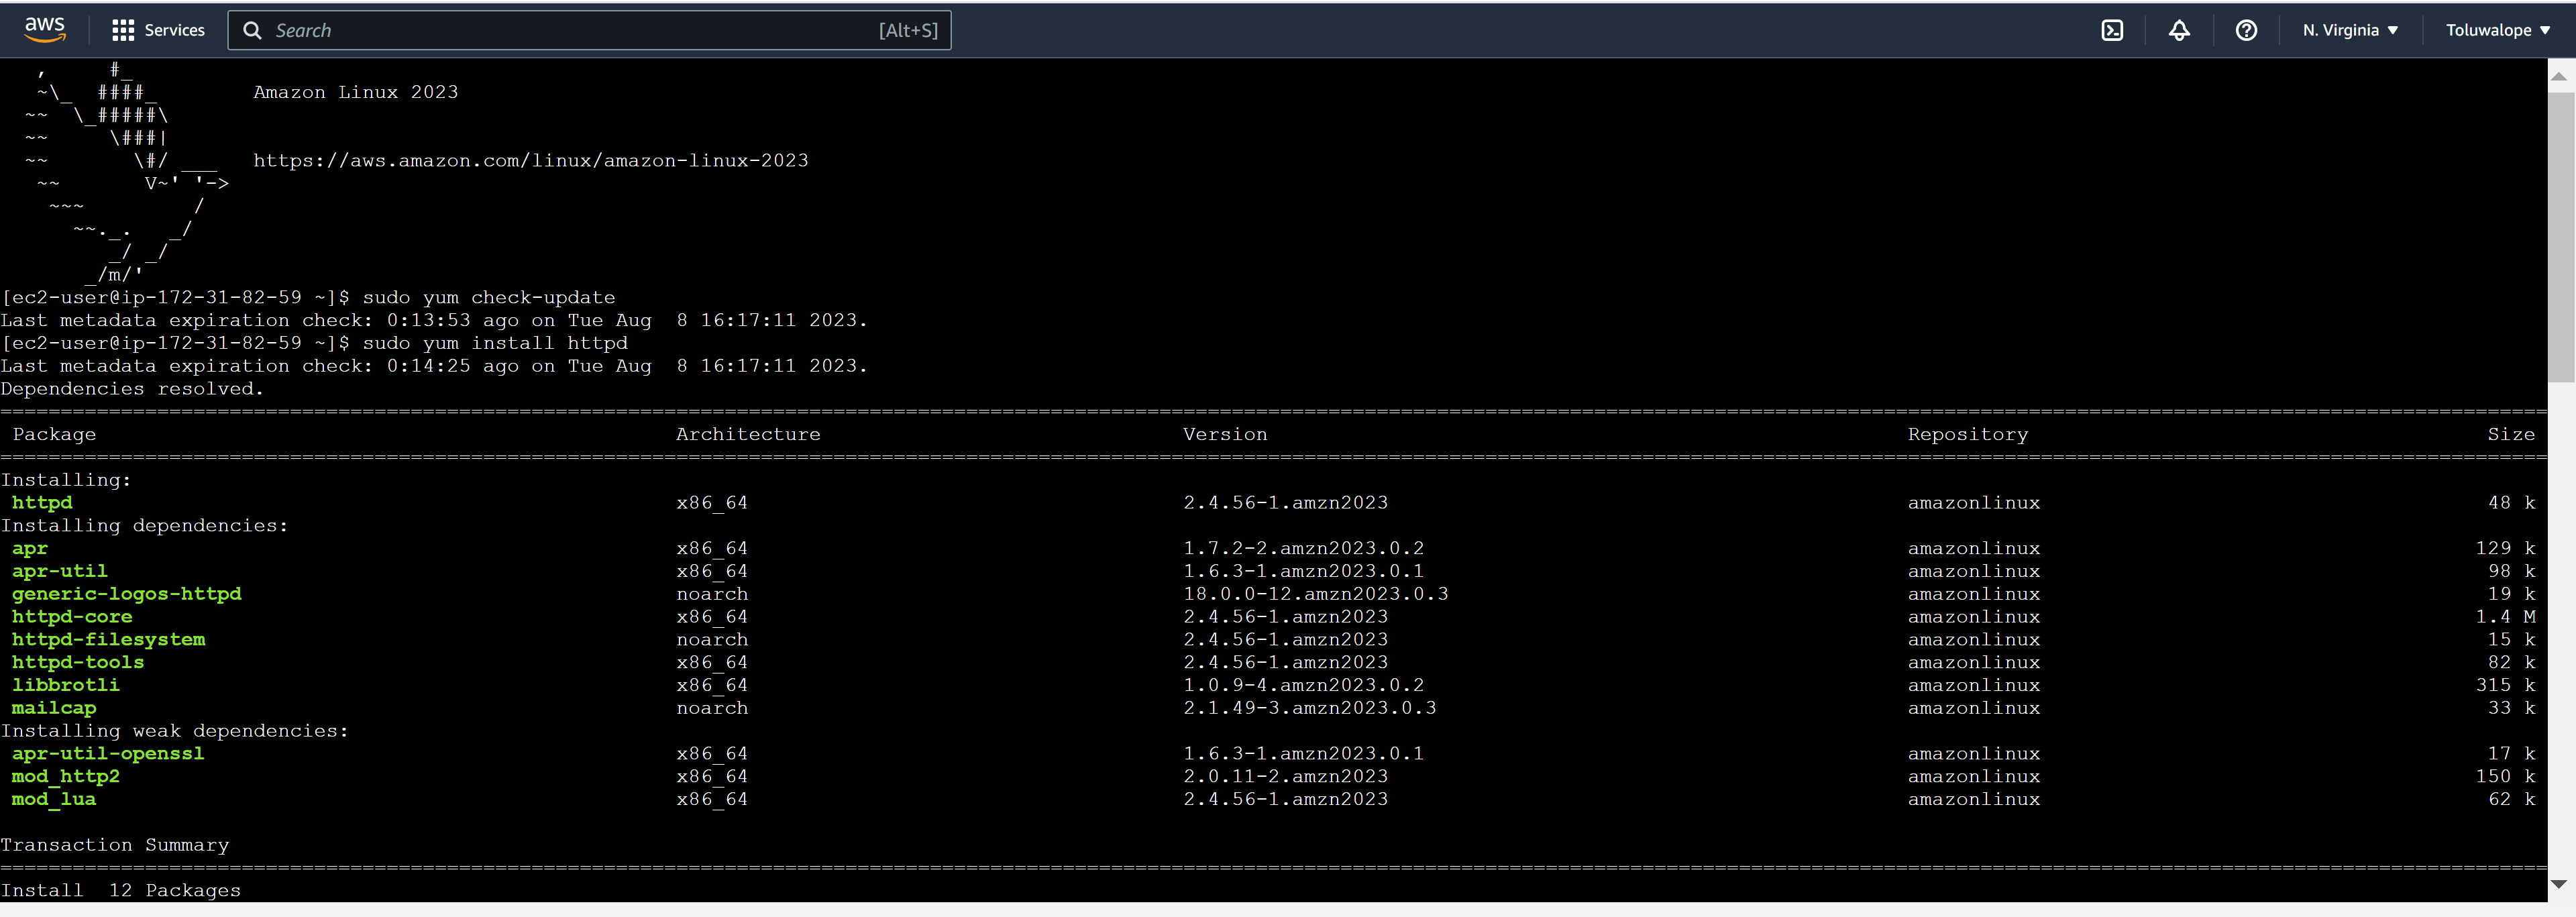 aws Services Search [Alt+S] N. Virginia ▼ Toluwalope ▼
   ,     #_
   ~\_  ####_        Amazon Linux 2023
  ~~  \_#####\
  ~~     \###|
  ~~       \#/ ___   https://aws.amazon.com/linux/amazon-linux-2023
   ~~       V~' '->
    ~~~         /
      ~~._.   _/
         _/ _/
       _/m/'
[ec2-user@ip-172-31-82-59 ~]$ sudo yum check-update
Last metadata expiration check: 0:13:53 ago on Tue Aug  8 16:17:11 2023.
[ec2-user@ip-172-31-82-59 ~]$ sudo yum install httpd
Last metadata expiration check: 0:14:25 ago on Tue Aug  8 16:17:11 2023.
Dependencies resolved.
Package Architecture Version Repository Size
Installing:
httpd x86_64 2.4.56-1.amzn2023 amazonlinux 48 k
Installing dependencies:
apr x86_64 1.7.2-2.amzn2023.0.2 amazonlinux 129 k
apr-util x86_64 1.6.3-1.amzn2023.0.1 amazonlinux 98 k
generic-logos-httpd noarch 18.0.0-12.amzn2023.0.3 amazonlinux 19 k
httpd-core x86_64 2.4.56-1.amzn2023 amazonlinux 1.4 M
httpd-filesystem noarch 2.4.56-1.amzn2023 amazonlinux 15 k
httpd-tools x86_64 2.4.56-1.amzn2023 amazonlinux 82 k
libbrotli x86_64 1.0.9-4.amzn2023.0.2 amazonlinux 315 k
mailcap noarch 2.1.49-3.amzn2023.0.3 amazonlinux 33 k
Installing weak dependencies:
apr-util-openssl x86_64 1.6.3-1.amzn2023.0.1 amazonlinux 17 k
mod_http2 x86_64 2.0.11-2.amzn2023 amazonlinux 150 k
mod_lua x86_64 2.4.56-1.amzn2023 amazonlinux 62 k
Transaction Summary
Install  12 Packages